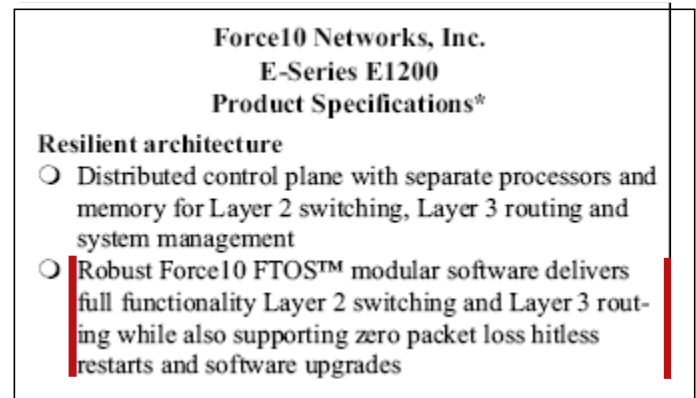 Force10 Networks, Inc.
E-Series E1200
Product Specifications*
Resilient architecture
❍ Distributed control plane with separate processors and
memory for Layer 2 switching, Layer 3 routing and
system management
❍ Robust Force10 FTOS™ modular software delivers
full functionality Layer 2 switching and Layer 3 rout-
ing while also supporting zero packet loss hitless
restarts and software upgrades